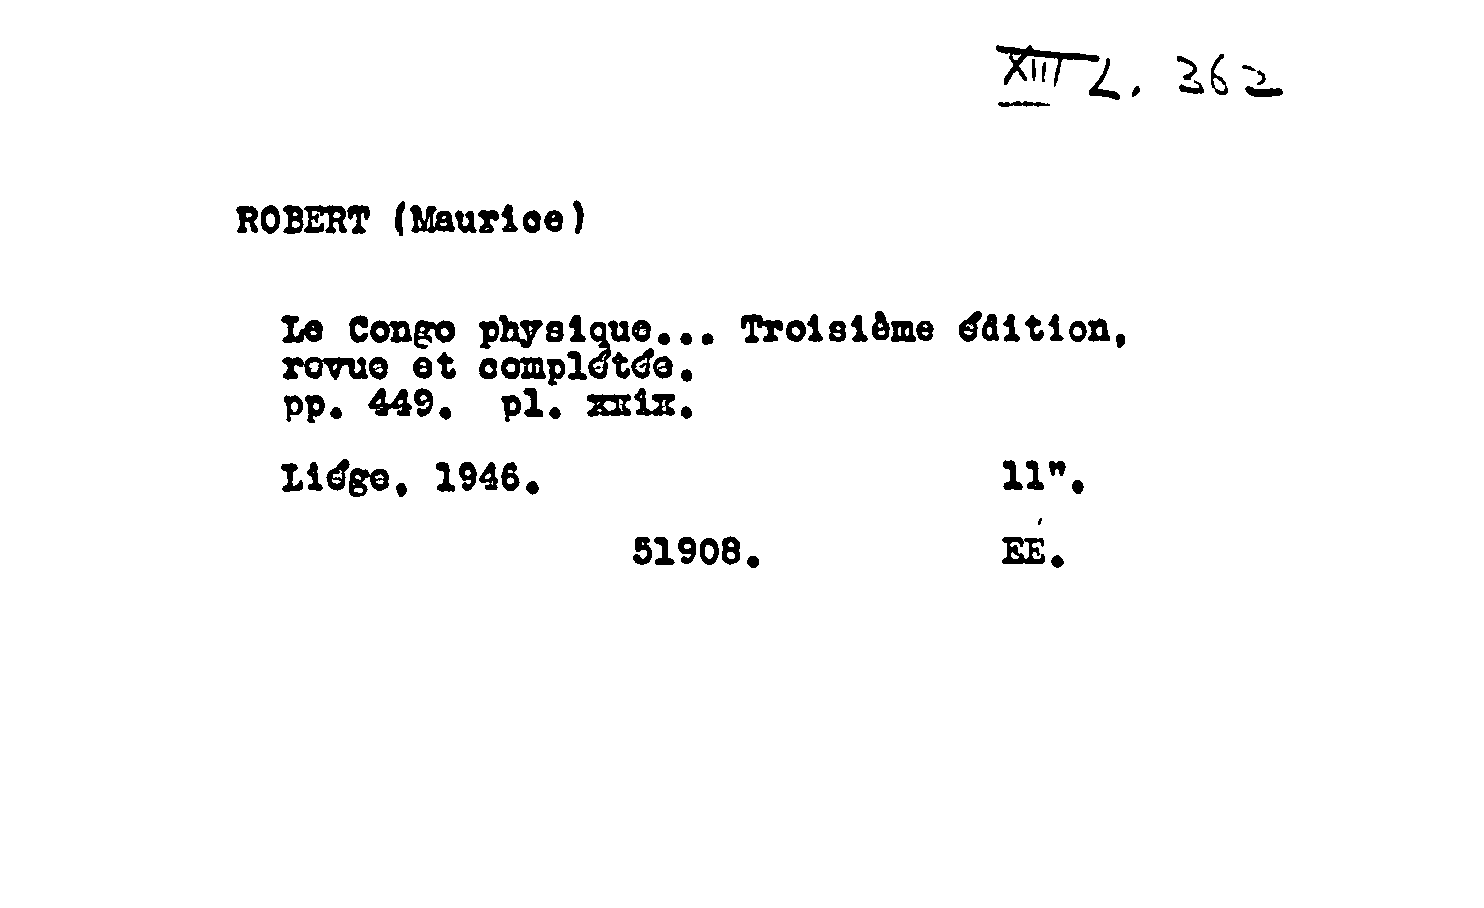 XIII L. 362
ROBERT (Maurice)
Le Congo physique... Troisième édition,
revue et complétée.
pp. 449. pl. xxix.
Liége, 1946. 11".
51908. EE.